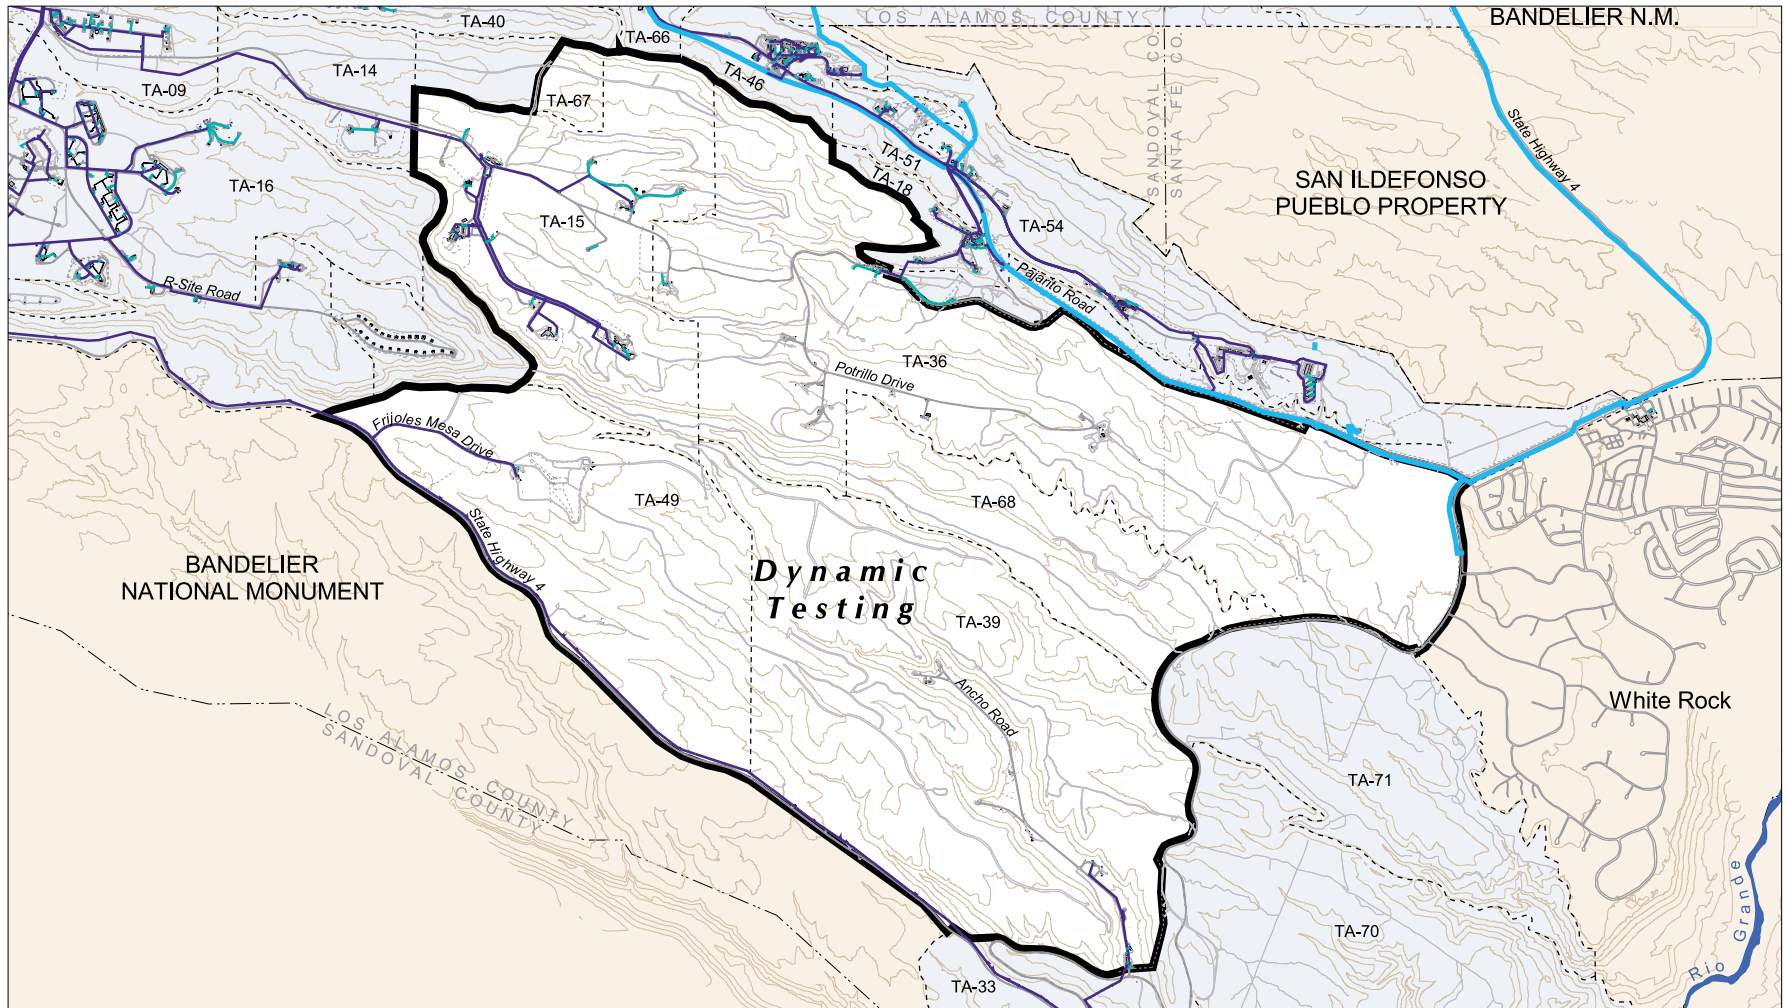 LOS ALAMOS COUNTY
BANDELIER N.M.
TA-40
TA-66
TA-14
TA-46
TA-09
TA-67
SANDOVAL CO.
SANTA FE CO.
State Highway 4
TA-51
TA-18
TA-16
SAN ILDEFONSO
PUEBLO PROPERTY
TA-15
TA-54
R-Site Road
Pajarito Road
TA-36
Potrillo Drive
Frijoles Mesa Drive
TA-49
TA-68
State Highway 4
BANDELIER
NATIONAL MONUMENT
Dynamic
Testing
TA-39
Ancho Road
White Rock
LOS ALAMOS COUNTY
SANDOVAL COUNTY
TA-71
TA-70
Rio Grande
TA-33